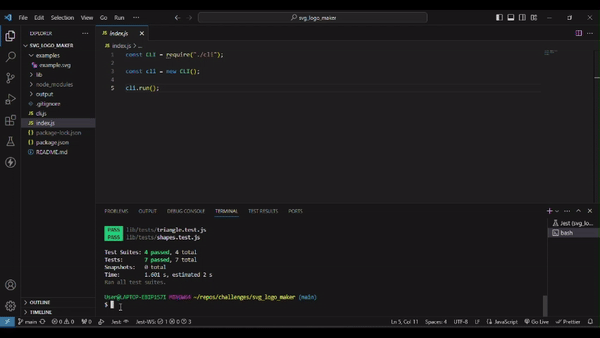 File Edit Selection View Go Run ...
svg_logo_maker
EXPLORER
SVG_LOGO_MAKER
examples
example.svg
lib
node_modules
output
.gitignore
cli.js
index.js
package-lock.json
package.json
README.md
OUTLINE
TIMELINE
index.js
index.js > ...
1 const CLI = require("./cli");
2
3 const cli = new CLI();
4
5 cli.run();
PROBLEMS OUTPUT DEBUG CONSOLE TERMINAL TEST RESULTS PORTS
PASS lib/tests/triangle.test.js
PASS lib/tests/shapes.test.js
Test Suites: 4 passed, 4 total
Tests: 7 passed, 7 total
Snapshots: 0 total
Time: 1.601 s, estimated 2 s
Ran all test suites.
User@LAPTOP-E8IP1S7I MINGW64 ~/repos/challenges/svg_logo_maker (main)
$
Jest (svg_lo...
bash
main 0 0 0 Jest: Jest-WS: 1 0 3 Ln 5, Col 11 Spaces: 4 UTF-8 LF JavaScript Go Live Prettier